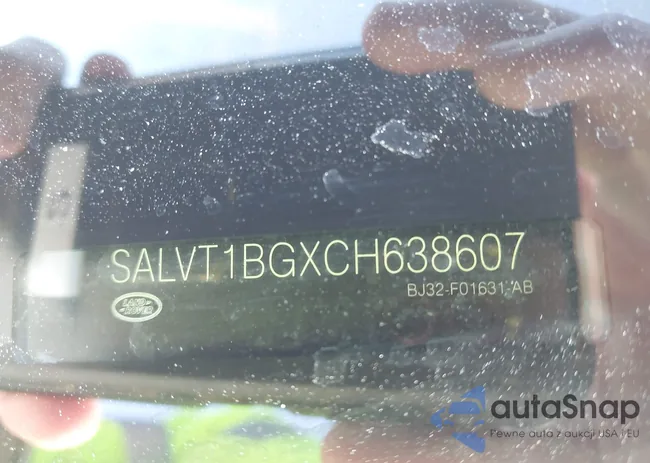 SALVT1BGXCH638607
BJ32-F01631-AB
LAND
ROVER
autaSnap
Pewne auta z aukcji USA i EU